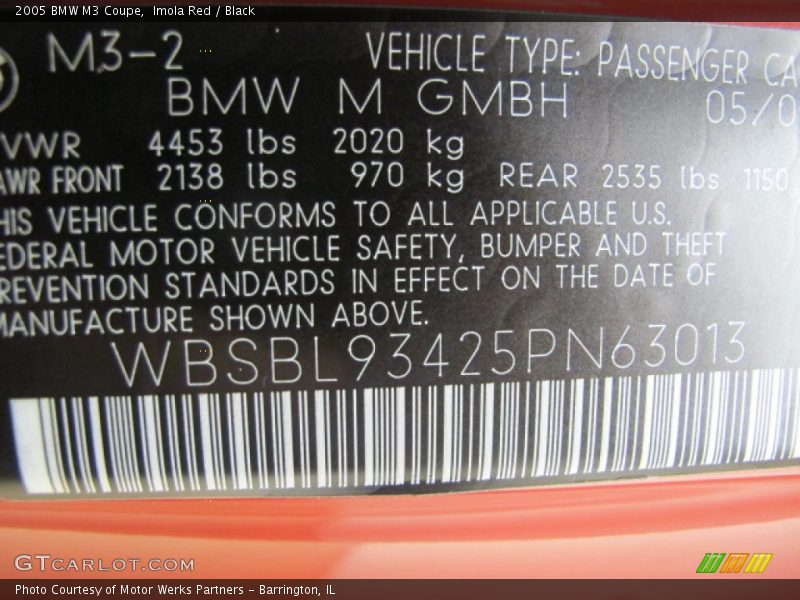 2005 BMW M3 Coupe, Imola Red / Black
M3-2 VEHICLE TYPE: PASSENGER CA
BMW M GMBH 05/0
VWR 4453 lbs 2020 kg
AWR FRONT 2138 lbs 970 kg REAR 2535 lbs 1150
HIS VEHICLE CONFORMS TO ALL APPLICABLE U.S.
EDERAL MOTOR VEHICLE SAFETY, BUMPER AND THEFT
REVENTION STANDARDS IN EFFECT ON THE DATE OF
MANUFACTURE SHOWN ABOVE.
WBSBL93425PN63013
GTCARLOT.COM
Photo Courtesy of Motor Werks Partners - Barrington, IL